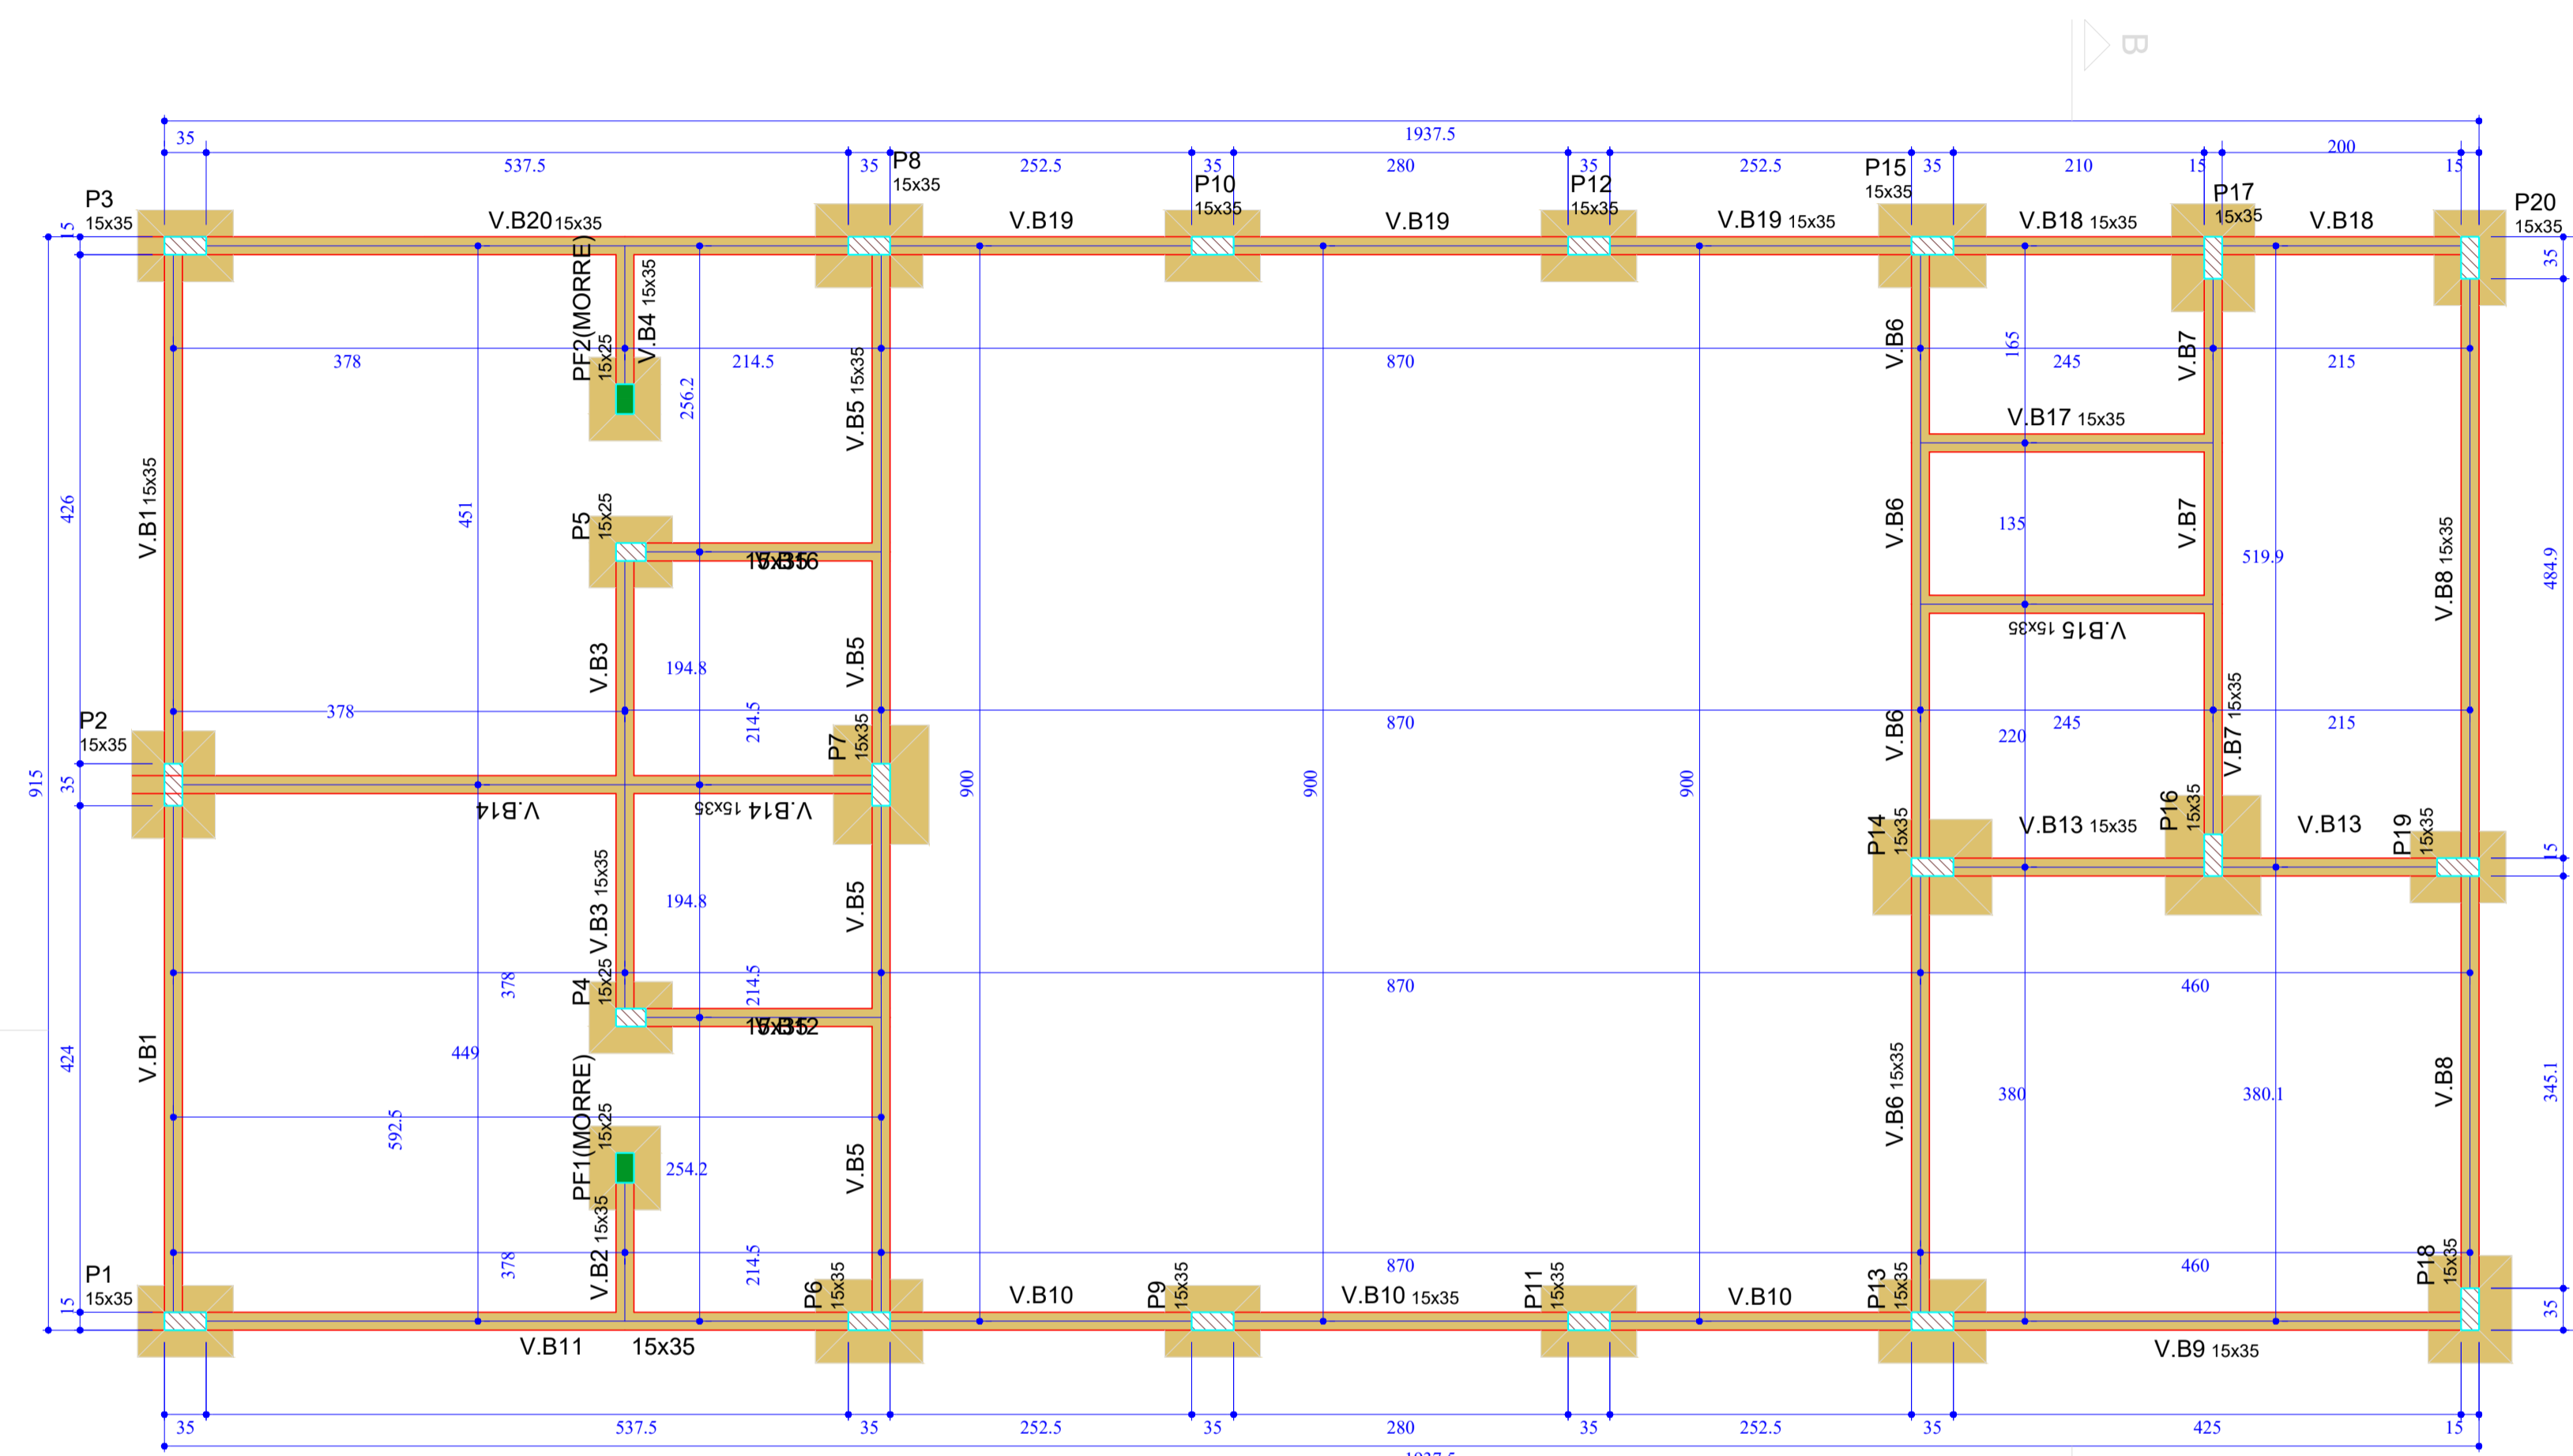 B
1937.5
35
537.5
35
252.5
35
280
35
252.5
35
210
15
200
15
P3
15x35
P8
15x35
P10
15x35
P12
15x35
P15
15x35
P17
15x35
P20
15x35
V.B20 15x35
V.B19
V.B19
V.B19 15x35
V.B18 15x35
V.B18
15
35
PF2(MORRE)
15x25
V.B4 15x35
378
214.5
870
245
215
165
256.2
V.B5 15x35
V.B6
V.B7
V.B17 15x35
V.B1 15x35
426
451
P5
15x25
V.B6
135
V.B7
519.9
V.B8 15x35
484.9
V.B15 15x35
V.B3
194.8
V.B5
378
214.5
870
245
215
220
V.B6
V.B7 15x35
P2
15x35
P7
15x35
915
35
900
900
900
V.B14
V.B14 15x35
P14
15x35
V.B13 15x35
P16
15x35
V.B13
P19
15x35
15
V.B3 15x35
194.8
V.B5
378
214.5
870
460
P4
15x25
V.B1
424
449
V.B6 15x35
380
380.1
V.B8
345.1
PF1(MORRE)
15x25
592.5
254.2
V.B5
V.B2 15x35
378
214.5
870
460
P1
15x35
15
P6
15x35
V.B10
P9
15x35
V.B10 15x35
P11
15x35
V.B10
P13
15x35
P18
15x35
35
V.B11 15x35
V.B9 15x35
35
537.5
35
252.5
35
280
35
252.5
35
425
15